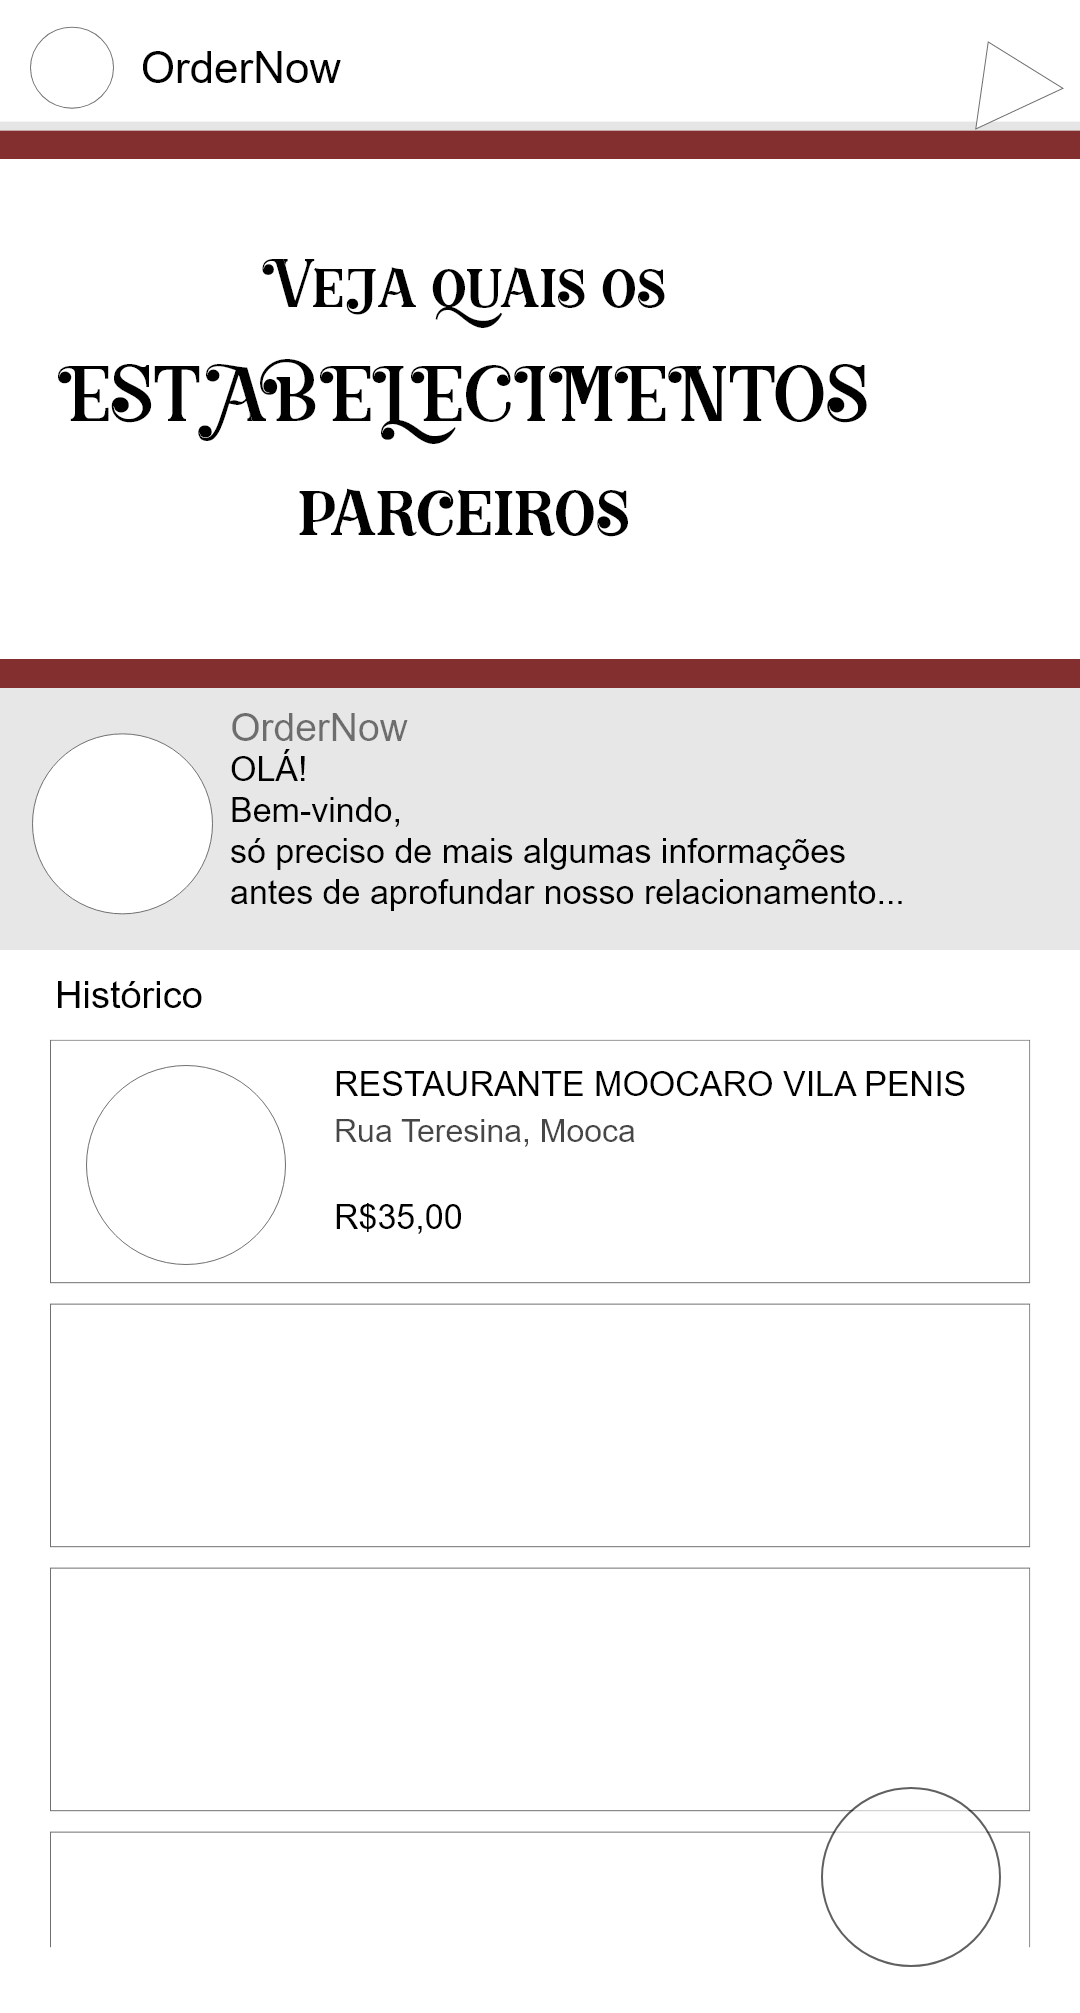 OrderNow
Veja quais os
ESTABELECIMENTOS
PARCEIROS
OrderNow
OLÁ!
Bem-vindo,
só preciso de mais algumas informações
antes de aprofundar nosso relacionamento...
Histórico
RESTAURANTE MOOCARO VILA PENIS
Rua Teresina, Mooca
R$35,00